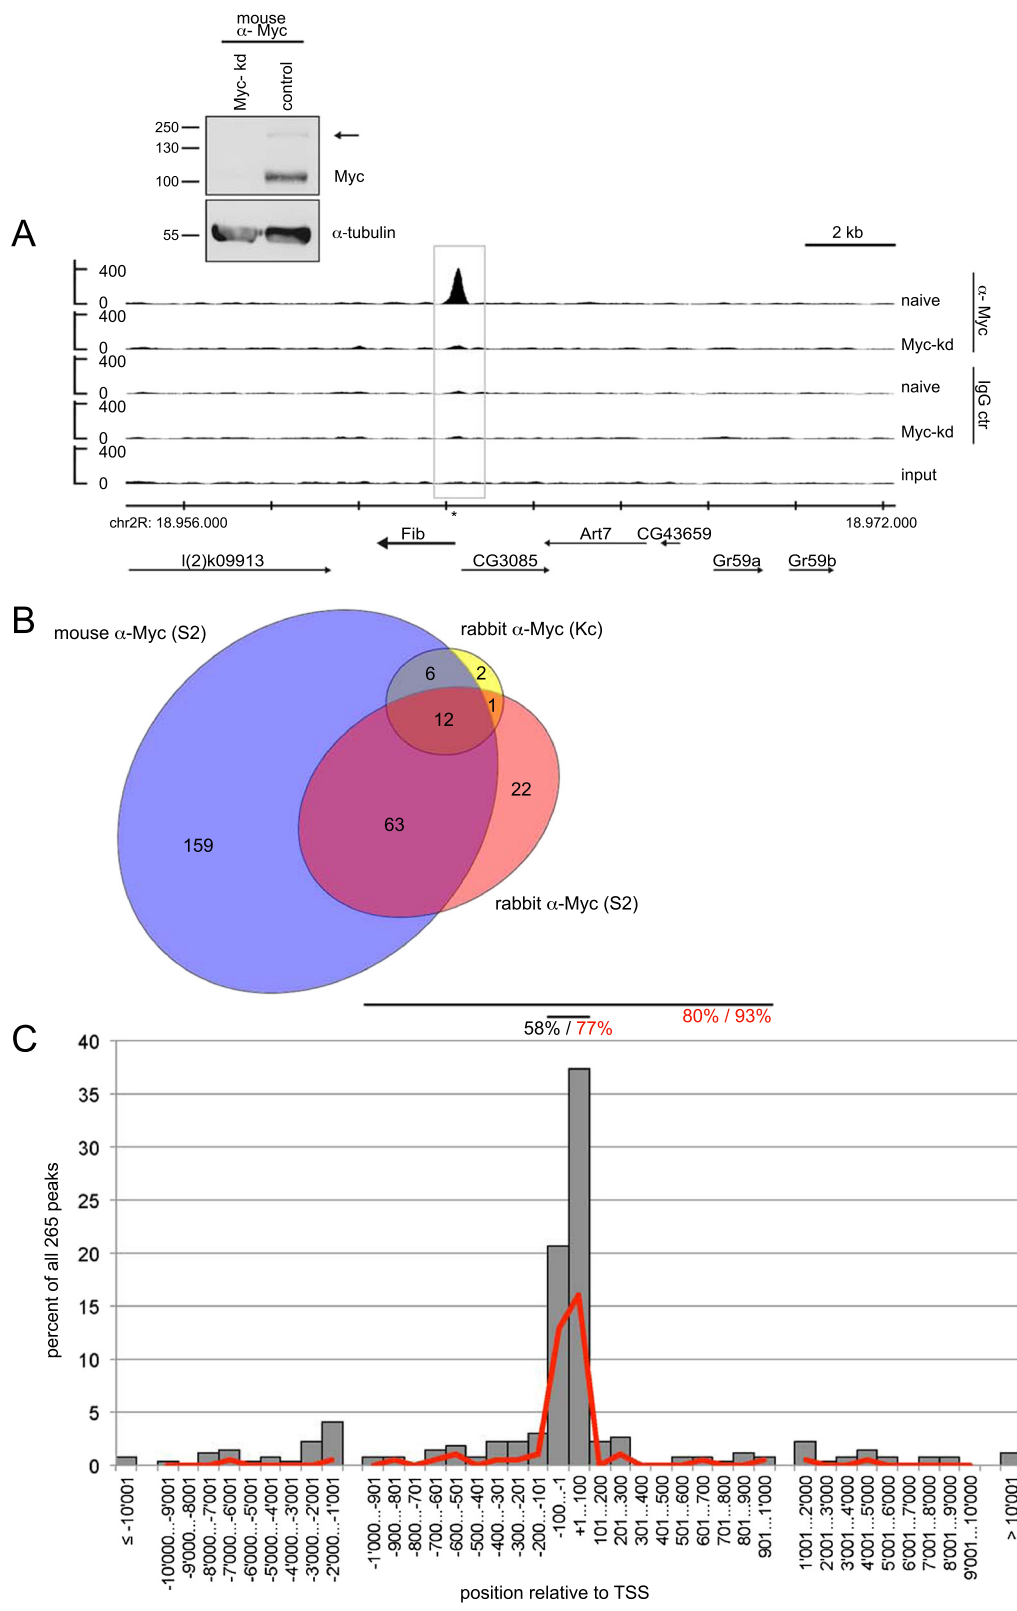 mouse
α- Myc
Myc- kd
control
250
130
100
Myc
55
α-tubulin
A
2 kb
400
0
naive
400
0
Myc-kd
α- Myc
400
0
naive
400
0
Myc-kd
IgG ctr
400
0
input
*
chr2R: 18.956.000
18.972.000
Fib
Art7
CG43659
l(2)k09913
CG3085
Gr59a
Gr59b
B
mouse α-Myc (S2)
rabbit α-Myc (Kc)
6
2
1
12
22
63
159
rabbit α-Myc (S2)
80% / 93%
58% / 77%
C
40
35
30
25
20
15
10
5
0
percent of all 265 peaks
≤ -10'001
-10'000...-9'001
-9'000...-8'001
-8'000...-7'001
-7'000...-6'001
-6'000...-5'001
-5'000...-4'001
-4'000...-3'001
-3'000...-2'001
-2'000...-1'001
-1'000...-901
-900...-801
-800...-701
-700...-601
-600...-501
-500...-401
-400...-301
-300...-201
-200...-101
-100...-1
+1...100
101...200
201...300
301...400
401...500
501...600
601...700
701...800
801...900
901...1'000
1'001...2'000
2'001...3'000
3'001...4'000
4'001...5'000
5'001...6'000
6'001...7'000
7'001...8'000
8'001...9'000
9'001...10'000
> 10'001
position relative to TSS